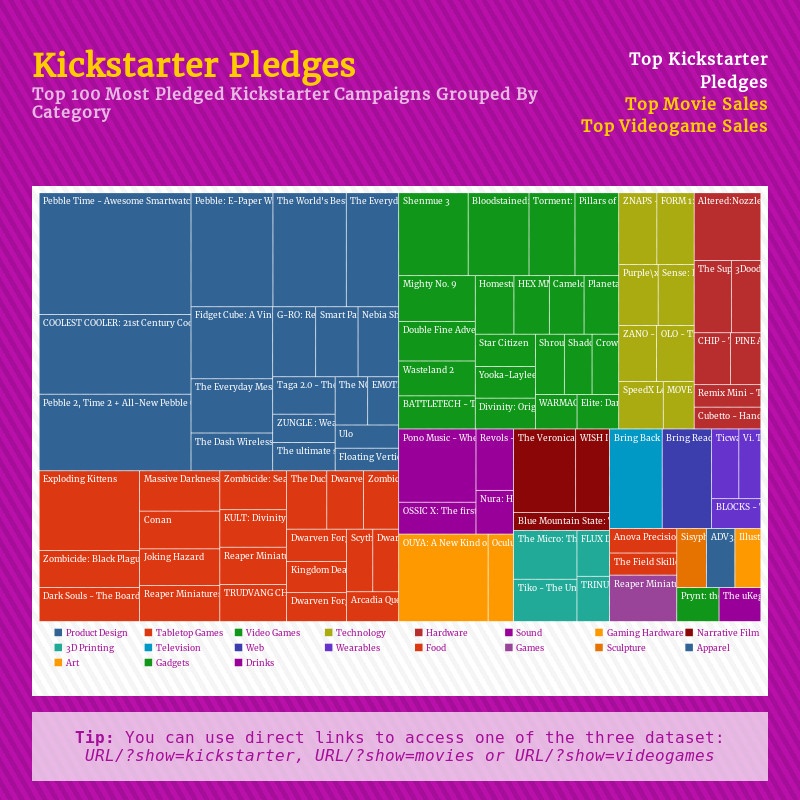 Kickstarter Pledges
Top 100 Most Pledged Kickstarter Campaigns Grouped By
Category
Top Kickstarter
Pledges
Top Movie Sales
Top Videogame Sales
Pebble Time - Awesome Smartwatc
COOLEST COOLER: 21st Century Coo
Pebble 2, Time 2 + All-New Pebble
Pebble: E-Paper W
Fidget Cube: A Vin
The Everyday Mes
The Dash Wireless
The World's Bes
The Everyd
G-RO: Re
Smart Pa
Nebia Sh
Taga 2.0 - The
ZUNGLE: Wea
The ultimate
The NO
EMOT
Ulo
Floating Verti
Exploding Kittens
Zombicide: Black Plagu
Dark Souls - The Board
Massive Darkness
Conan
Joking Hazard
Reaper Miniature
Zombicide: Sea
KULT: Divinity
Reaper Miniatu
TRUDVANG CH
The Duc
Dwarve
Zombic
Dwarven For
Kingdom Dea
Dwarven For
Scyth
Dwar
Arcadia Que
Shenmue 3
Bloodstained:
Torment:
Pillars of
Mighty No. 9
Double Fine Adve
Wasteland 2
BATTLETECH - T
Homestu
HEX MM
Camelo
Planeta
Star Citizen
Yooka-Laylee
Divinity: Orig
Shrou
Shado
Crow
WARMAC
Elite: Dan
ZNAPS -
FORM 1:
Purple\x
Sense:
ZANO -
OLO - T
SpeedX L
MOVE
Altered:Nozzle
The Sup
3Dood
CHIP - T
PINE A
Remix Mini - T
Cubetto - Hand
Pono Music - Whe
OSSIC X: The firs
Revols -
Nura: H
OUYA: A New Kind o
Ocul
The Veronica
WISH I
Blue Mountain State:
The Micro: Th
FLUX D
Tiko - The Un
TRINU
Bring Back
Bring Read
Ticwa
Vi. T
BLOCKS -
Anova Precisio
The Field Skille
Reaper Miniat
Sisyph
ADV3
Illust
Prynt: th
The uKeg
Product Design
Tabletop Games
Video Games
Technology
Hardware
Sound
Gaming Hardware
Narrative Film
3D Printing
Television
Web
Wearables
Food
Games
Sculpture
Apparel
Art
Gadgets
Drinks
Tip: You can use direct links to access one of the three dataset:
URL/?show=kickstarter, URL/?show=movies or URL/?show=videogames